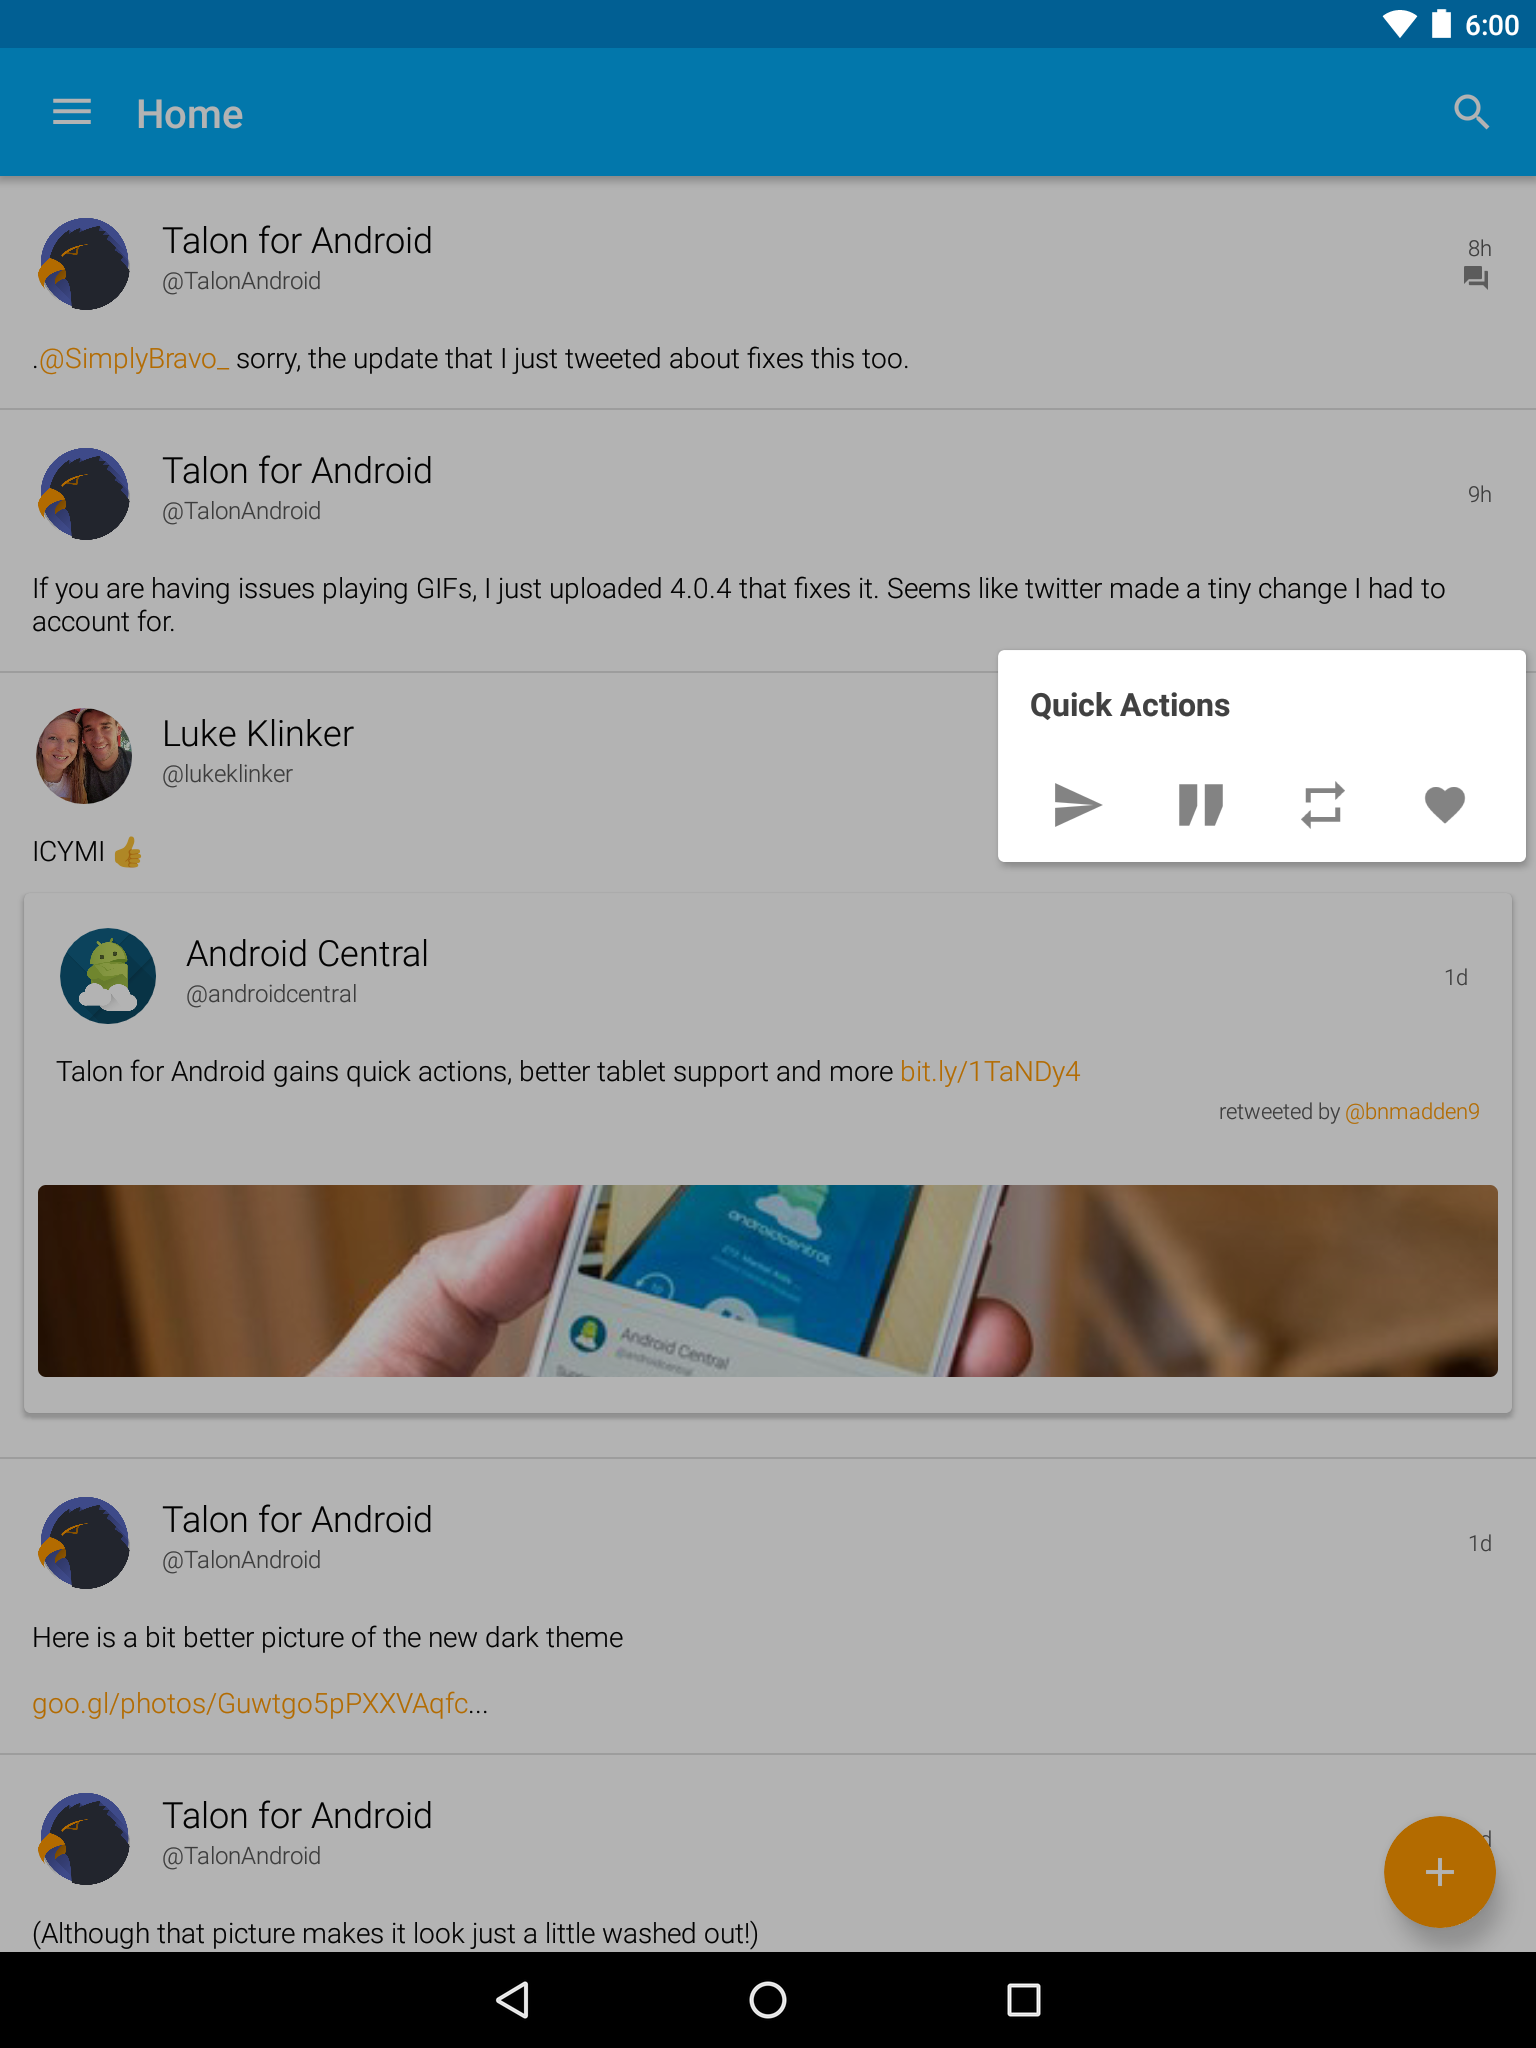 6:00
Home
Talon for Android
8h
@TalonAndroid
.@SimplyBravo_ sorry, the update that I just tweeted about fixes this too.
Talon for Android
9h
@TalonAndroid
If you are having issues playing GIFs, I just uploaded 4.0.4 that fixes it. Seems like twitter made a tiny change I had to
account for.
Quick Actions
Luke Klinker
@lukeklinker
ICYMI 👍
Android Central
1d
@androidcentral
Talon for Android gains quick actions, better tablet support and more bit.ly/1TaNDy4
retweeted by @bnmadden9
androidcentral
Android Central
@androidcentral
Talon for Android
1d
@TalonAndroid
Here is a bit better picture of the new dark theme
goo.gl/photos/Guwtgo5pPXXVAqfc...
Talon for Android
d
@TalonAndroid
(Although that picture makes it look just a little washed out!)